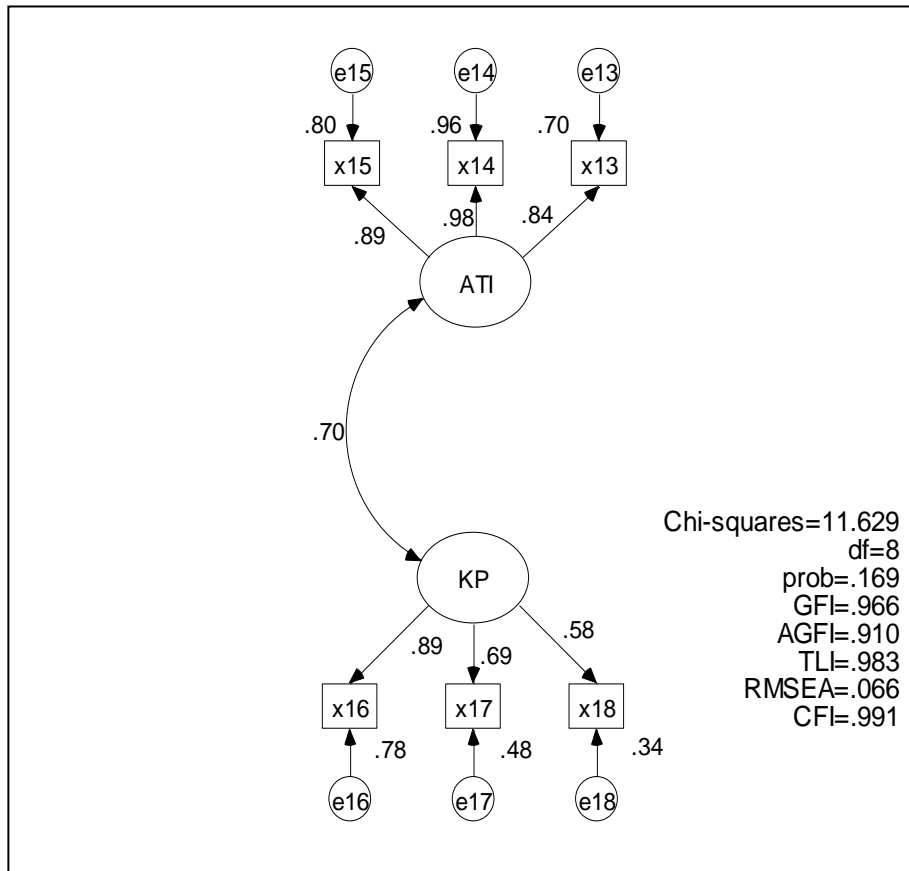 e15 e14 e13
.80 .96 .70
x15 x14 x13
.89 .98 .84
ATI
.70
Chi-squares=11.629
df=8
prob=.169
GFI=.966
AGFI=.910
TLI=.983
RMSEA=.066
CFI=.991
KP
.89 .69 .58
x16 x17 x18
.78 .48 .34
e16 e17 e18